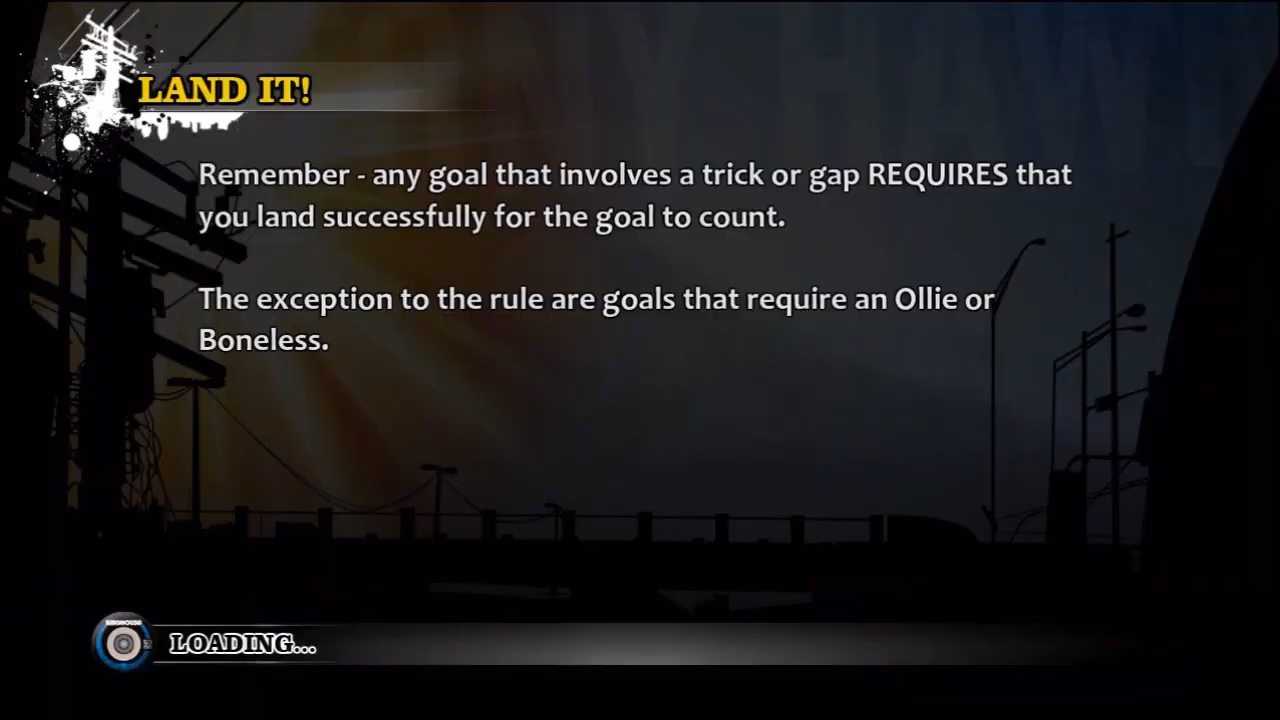 LAND IT!
Remember - any goal that involves a trick or gap REQUIRES that
you land successfully for the goal to count.
The exception to the rule are goals that require an Ollie or
Boneless.
LOADING...